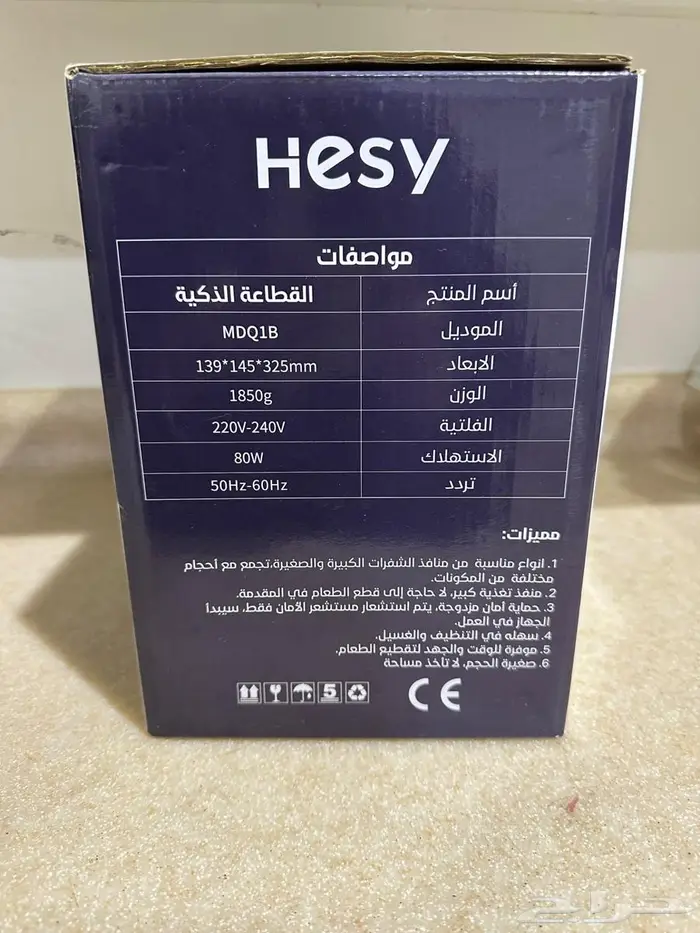 Hesy
مواصفات
أسم المنتج القطاعة الذكية
الموديل MDQ1B
الابعاد 139*145*325mm
الوزن 1850g
الفلتية 220V-240V
الاستهلاك 80W
تردد 50Hz-60Hz
مميزات:
1. انواع مناسبة من منافذ الشفرات الكبيرة والصغيرة,تجمع مع أحجام
مختلفة من المكونات.
2. منفذ تغذية كبير، لا حاجة إلى قطع الطعام في المقدمة.
3. حماية أمان مزدوجة، يتم استشعار مستشعر الأمان فقط، سيبدأ
الجهاز في العمل.
4. سهله في التنظيف والغسيل.
5. موفرة للوقت والجهد لتقطيع الطعام.
6. صغيرة الحجم، لا تأخذ مساحة
5 CE
حراج